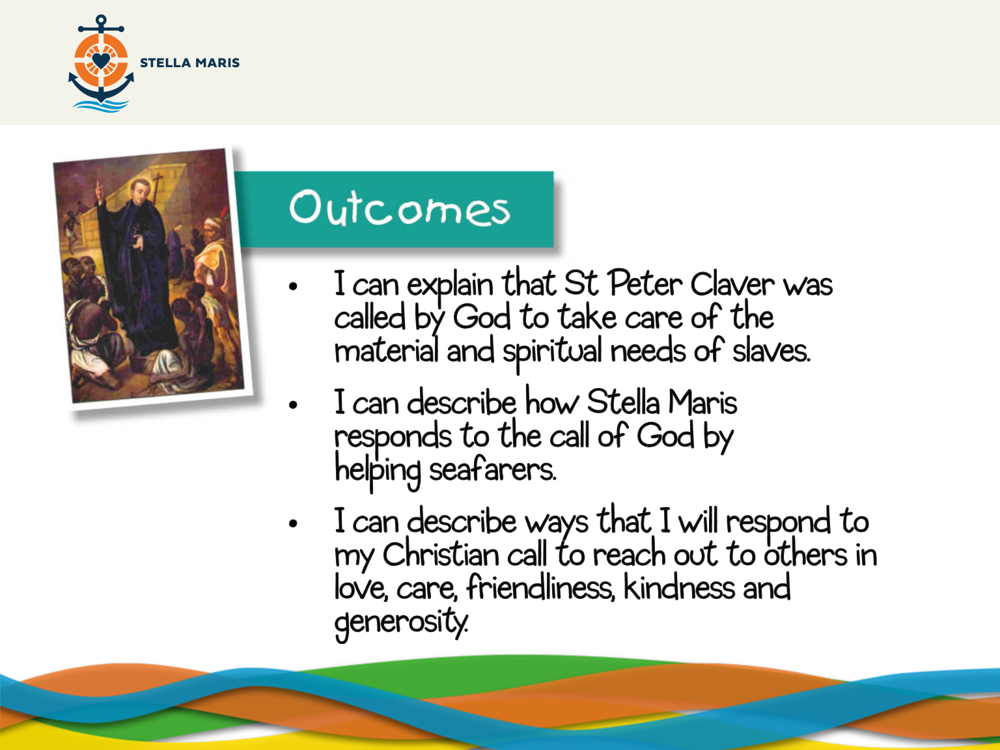 STELLA MARIS
Outcomes
• I can explain that St Peter Claver was
called by God to take care of the
material and spiritual needs of slaves.
• I can describe how Stella Maris
responds to the call of God by
helping seafarers.
• I can describe ways that I will respond to
my Christian call to reach out to others in
love, care, friendliness, kindness and
generosity.